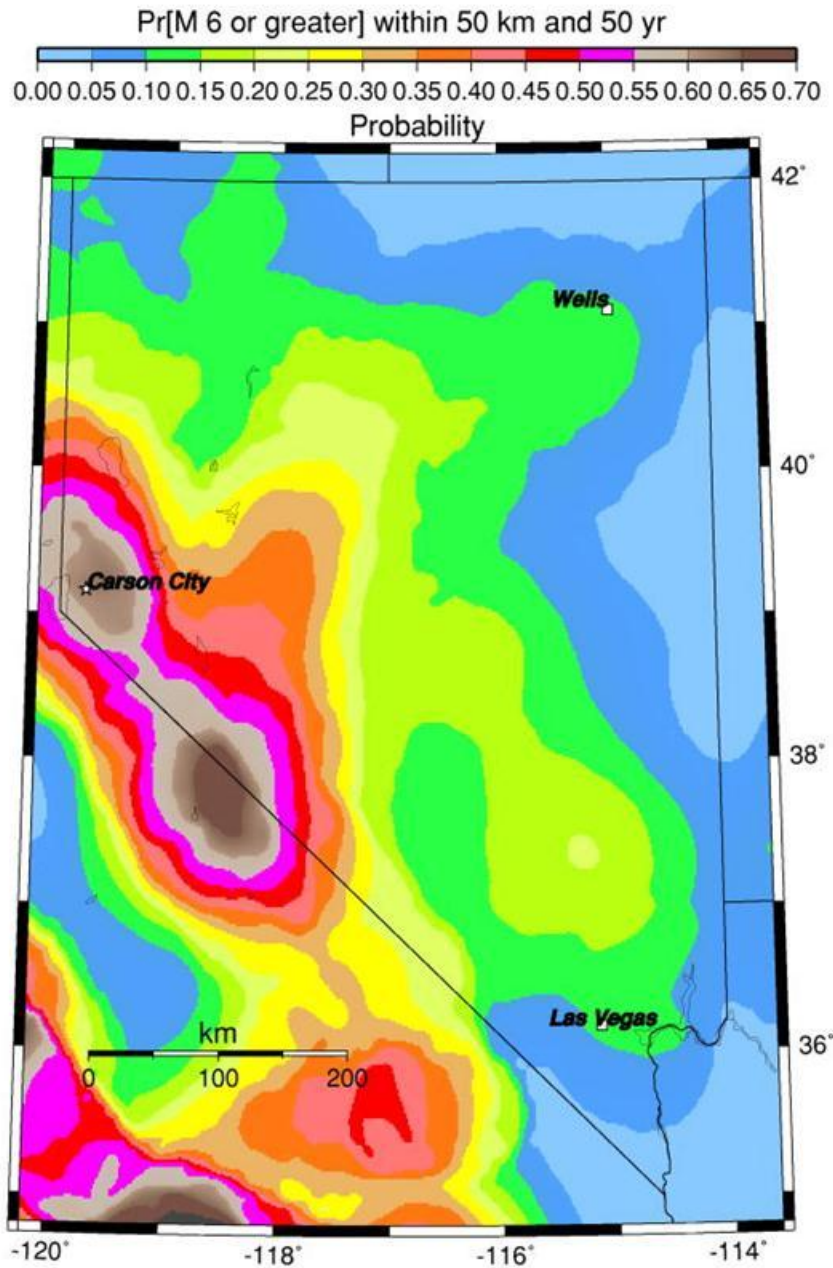 Pr[M 6 or greater] within 50 km and 50 yr
0.00 0.05 0.10 0.15 0.20 0.25 0.30 0.35 0.40 0.45 0.50 0.55 0.60 0.65 0.70
Probability
42°
Wells
40°
Carson City
38°
Las Vegas
36°
km
0 100 200
-120° -118° -116° -114°